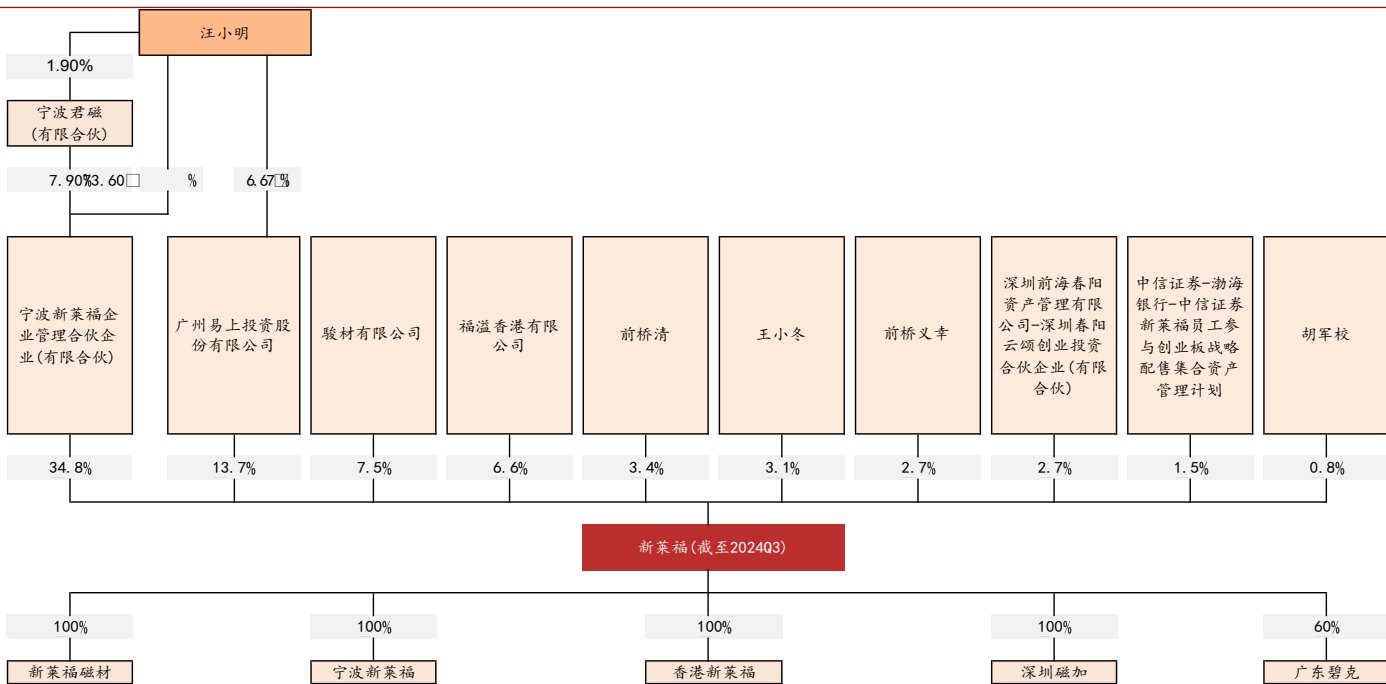 汪小明
1.90%
宁波君磁
(有限合伙)
7.90% 3.60□ %
6.67□%
宁波新莱福企
业管理合伙企
业(有限合伙)
广州易上投资股
份有限公司
骏材有限公司
福溢香港有限
公司
前桥清
王小冬
前桥义幸
深圳前海春阳
资产管理有限
公司-深圳春阳
云颂创业投资
合伙企业(有限
合伙)
中信证券-渤海
银行-中信证券
新莱福员工参
与创业板战略
配售集合资产
管理计划
胡军校
34.8%
13.7%
7.5%
6.6%
3.4%
3.1%
2.7%
2.7%
1.5%
0.8%
新莱福(截至2024Q3)
100%
100%
100%
100%
60%
新莱福磁材
宁波新莱福
香港新莱福
深圳磁加
广东碧克